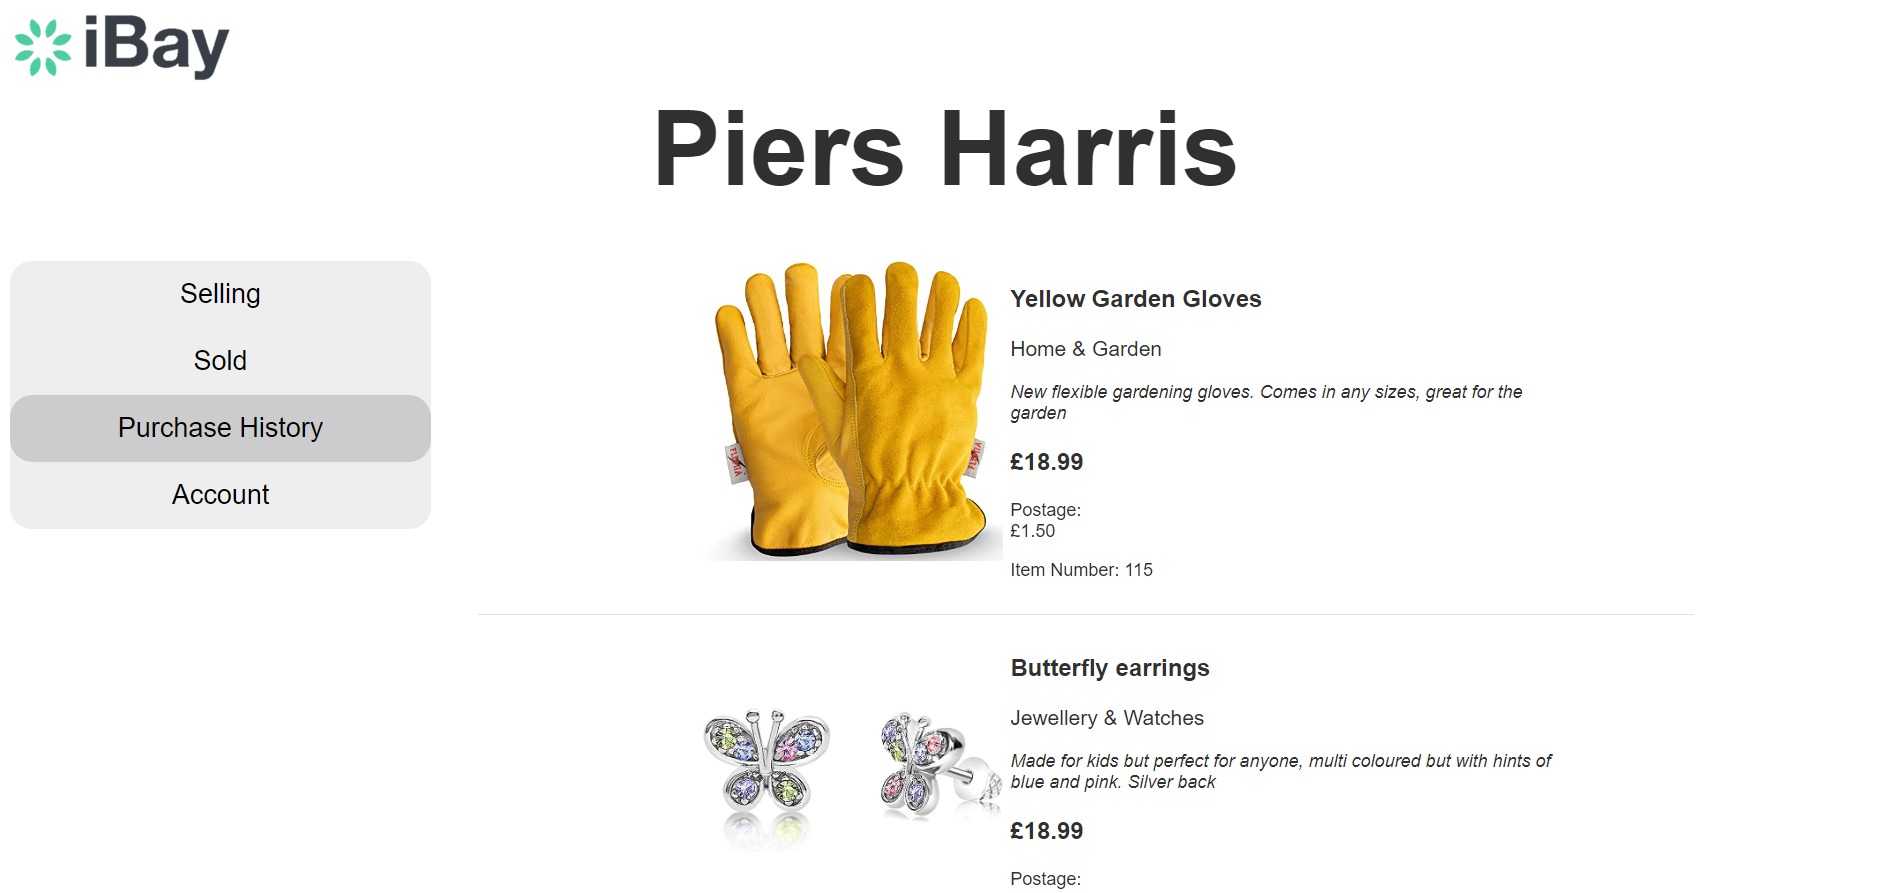 iBay
Piers Harris
Selling
Sold
Purchase History
Account
Yellow Garden Gloves
Home & Garden
New flexible gardening gloves. Comes in any sizes, great for the
garden
£18.99
Postage:
£1.50
Item Number: 115
Butterfly earrings
Jewellery & Watches
Made for kids but perfect for anyone, multi coloured but with hints of
blue and pink. Silver back
£18.99
Postage: